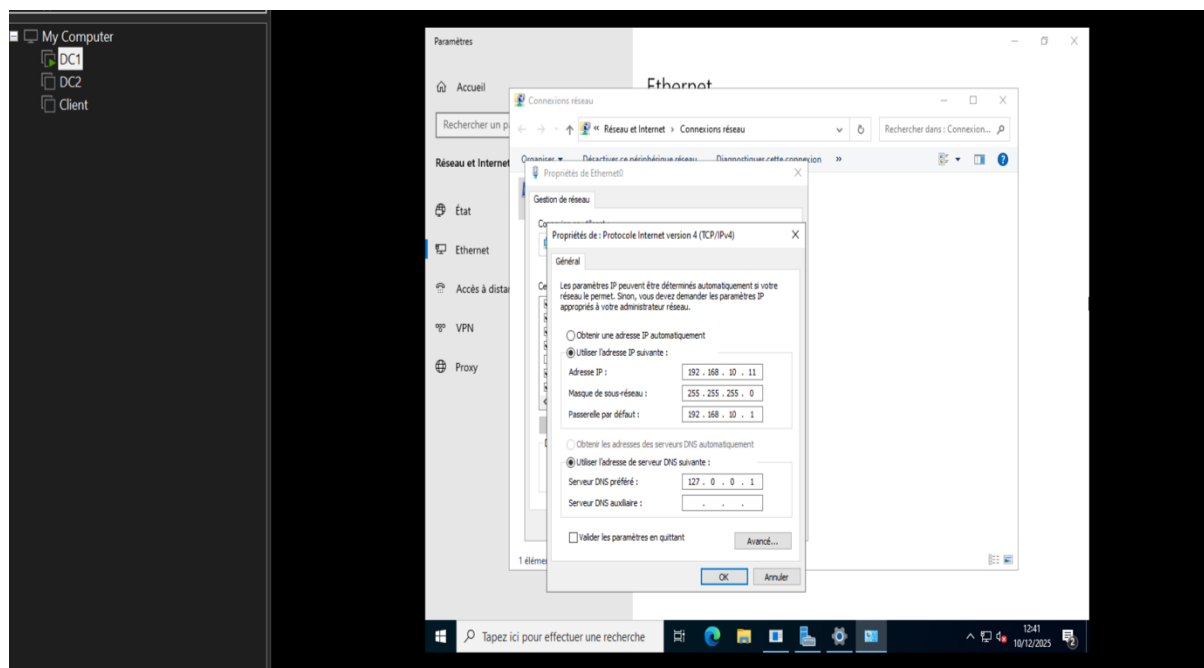 My Computer
DC1
DC2
Client
Paramètres
Accueil
Rechercher un p
Réseau et Internet
État
Ethernet
Accès à dista
VPN
Proxy
Ethernet
Connexions réseau
« Réseau et Internet > Connexions réseau
Rechercher dans : Connexion...
Organiser Désactiver ce périphérique réseau Diagnostiquer cette connexion »
Propriétés de Ethernet0
Gestion de réseau
Propriétés de : Protocole Internet version 4 (TCP/IPv4)
Général
Les paramètres IP peuvent être déterminés automatiquement si votre
réseau le permet. Sinon, vous devez demander les paramètres IP
appropriés à votre administrateur réseau.
Obtenir une adresse IP automatiquement
Utiliser l'adresse IP suivante :
Adresse IP : 192 . 168 . 10 . 11
Masque de sous-réseau : 255 . 255 . 255 . 0
Passerelle par défaut : 192 . 168 . 10 . 1
Obtenir les adresses des serveurs DNS automatiquement
Utiliser l'adresse de serveur DNS suivante :
Serveur DNS préféré : 127 . 0 . 0 . 1
Serveur DNS auxiliaire : . . .
Valider les paramètres en quittant
Avancé...
OK Annuler
1 éléme
Tapez ici pour effectuer une recherche
12:41
10/12/2025
2